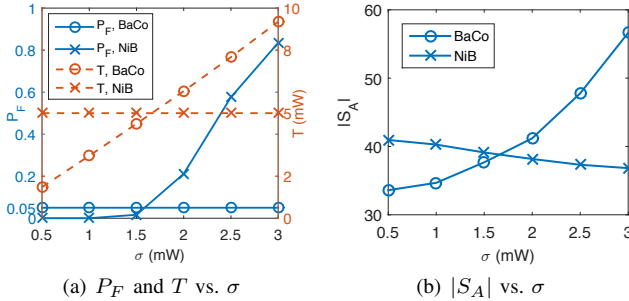 P_F, BaCo
P_F, NiB
T, BaCo
T, NiB
P_F
1
0.8
0.6
0.4
0.2
0.05
0
10
8
6
5
4
2
0
T (mW)
0.5 1 1.5 2 2.5 3
σ (mW)
(a) P_F and T vs. σ
BaCo
NiB
|S_A|
60
50
40
30
0.5 1 1.5 2 2.5 3
σ (mW)
(b) |S_A| vs. σ